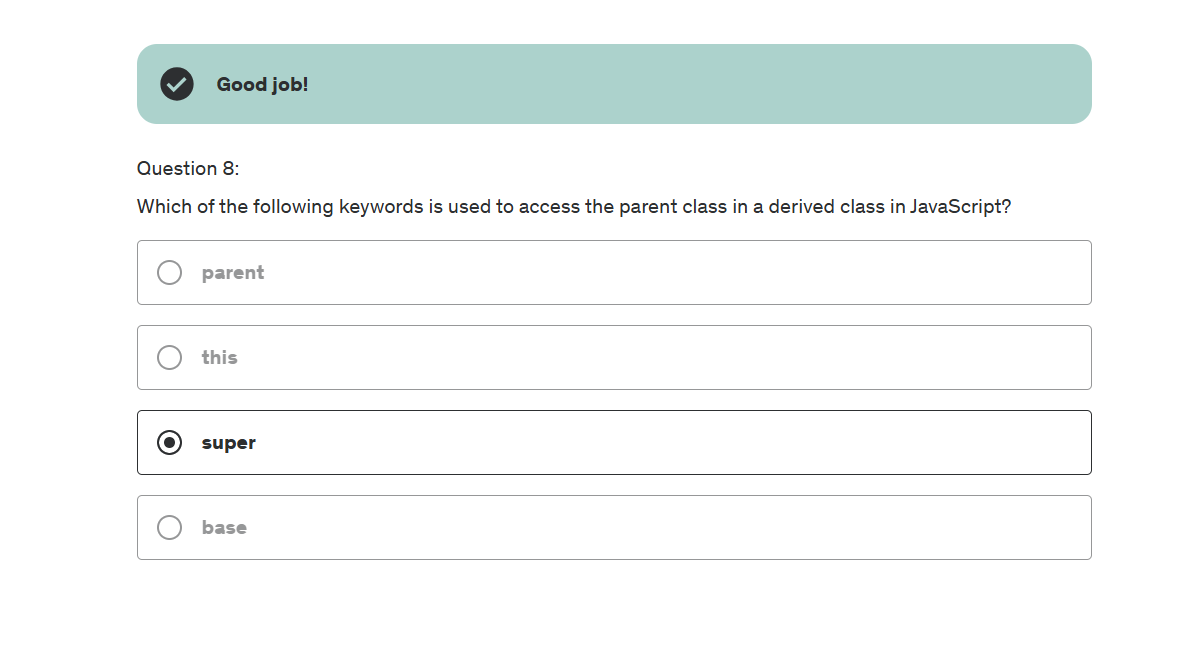 Good job!
Question 8:
Which of the following keywords is used to access the parent class in a derived class in JavaScript?
parent
this
super
base